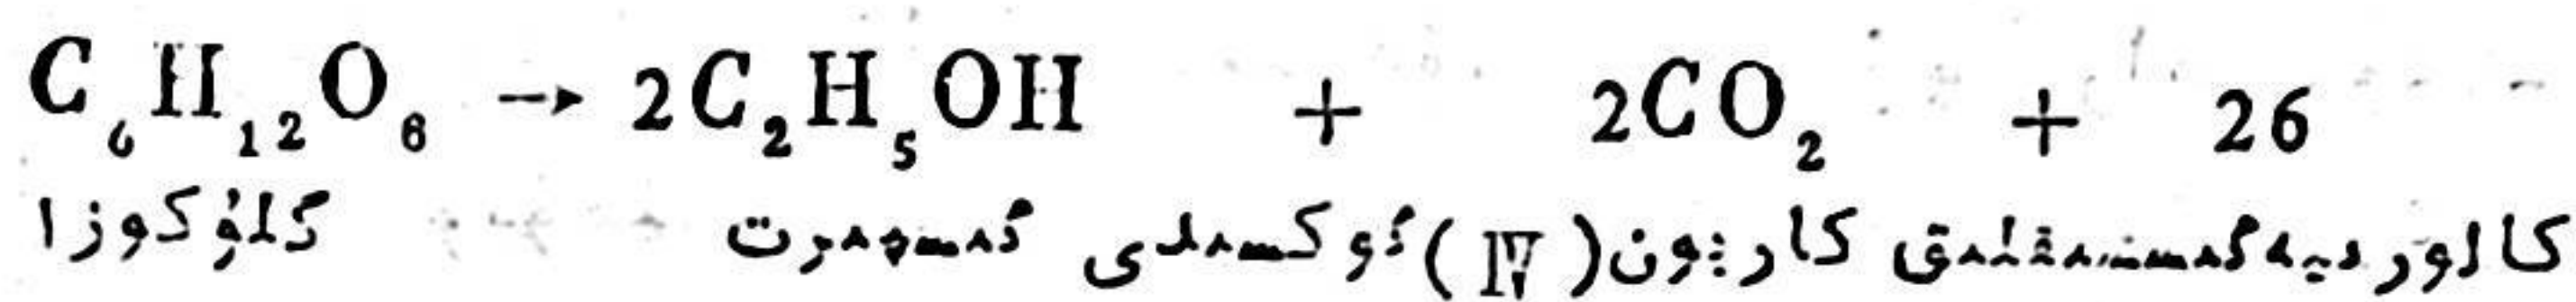 C₆H₁₂O₆ → 2C₂H₅OH + 2CO₂ + 26
كالورىيە ئىسسىقلىق كاربون (IV) ئوكسىدى ئىسپىرت گلۇكوزا